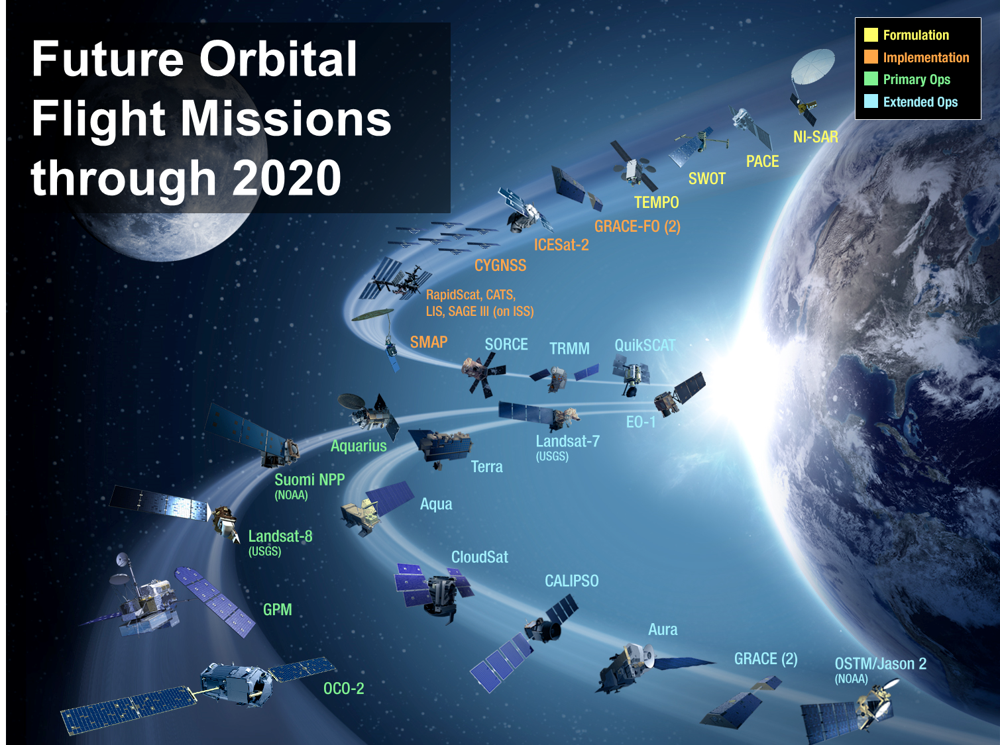 Future Orbital
Flight Missions
through 2020
Formulation
Implementation
Primary Ops
Extended Ops
NI-SAR
PACE
SWOT
TEMPO
GRACE-FO (2)
ICESat-2
CYGNSS
RapidScat, CATS,
LIS, SAGE III (on ISS)
SMAP
SORCE
TRMM
QuikSCAT
EO-1
Landsat-7
(USGS)
Terra
Aquarius
Suomi NPP
(NOAA)
Aqua
Landsat-8
(USGS)
CloudSat
CALIPSO
GPM
Aura
GRACE (2)
OSTM/Jason 2
(NOAA)
OCO-2